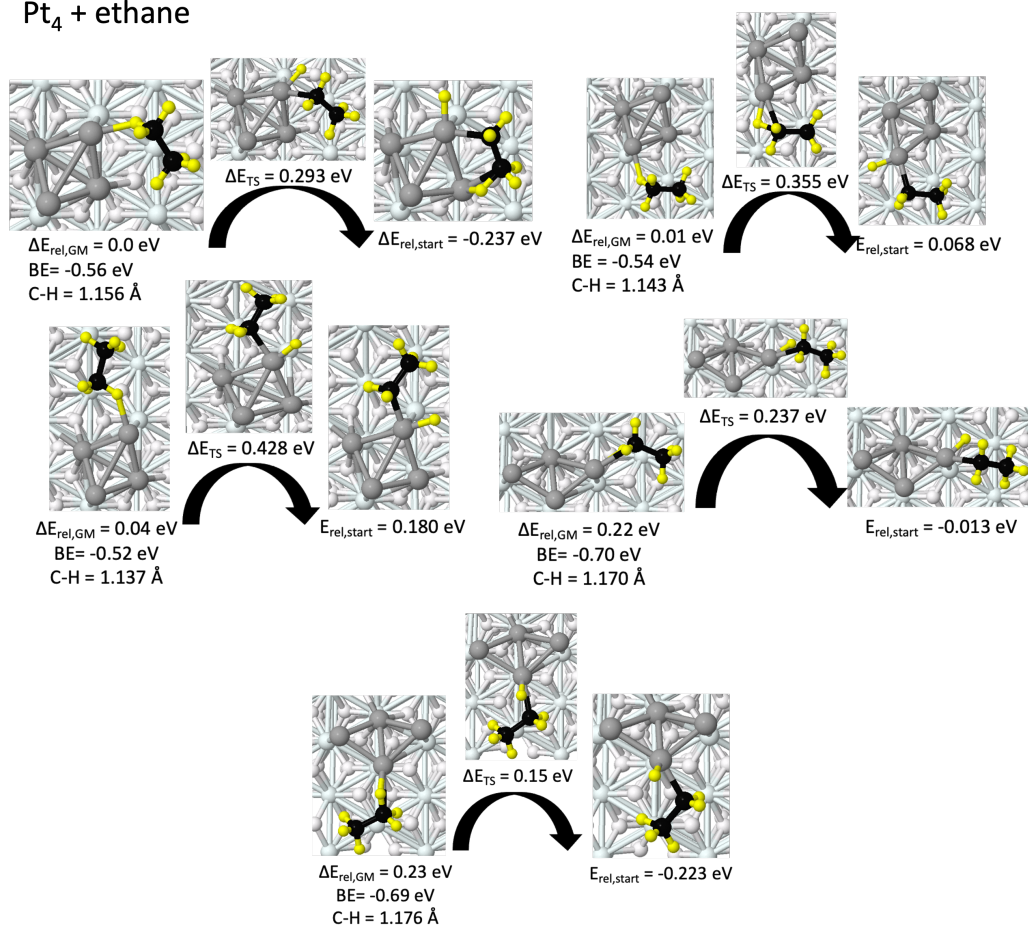 Pt4 + ethane
ΔETS = 0.293 eV
ΔErel,GM = 0.0 eV
BE= -0.56 eV
C-H = 1.156 Å
ΔErel,start = -0.237 eV
ΔETS = 0.355 eV
ΔErel,GM = 0.01 eV
BE = -0.54 eV
C-H = 1.143 Å
Erel,start = 0.068 eV
ΔETS = 0.428 eV
ΔErel,GM = 0.04 eV
BE= -0.52 eV
C-H = 1.137 Å
Erel,start = 0.180 eV
ΔETS = 0.237 eV
ΔErel,GM = 0.22 eV
BE= -0.70 eV
C-H = 1.170 Å
Erel,start = -0.013 eV
ΔETS = 0.15 eV
ΔErel,GM = 0.23 eV
BE= -0.69 eV
C-H = 1.176 Å
Erel,start = -0.223 eV